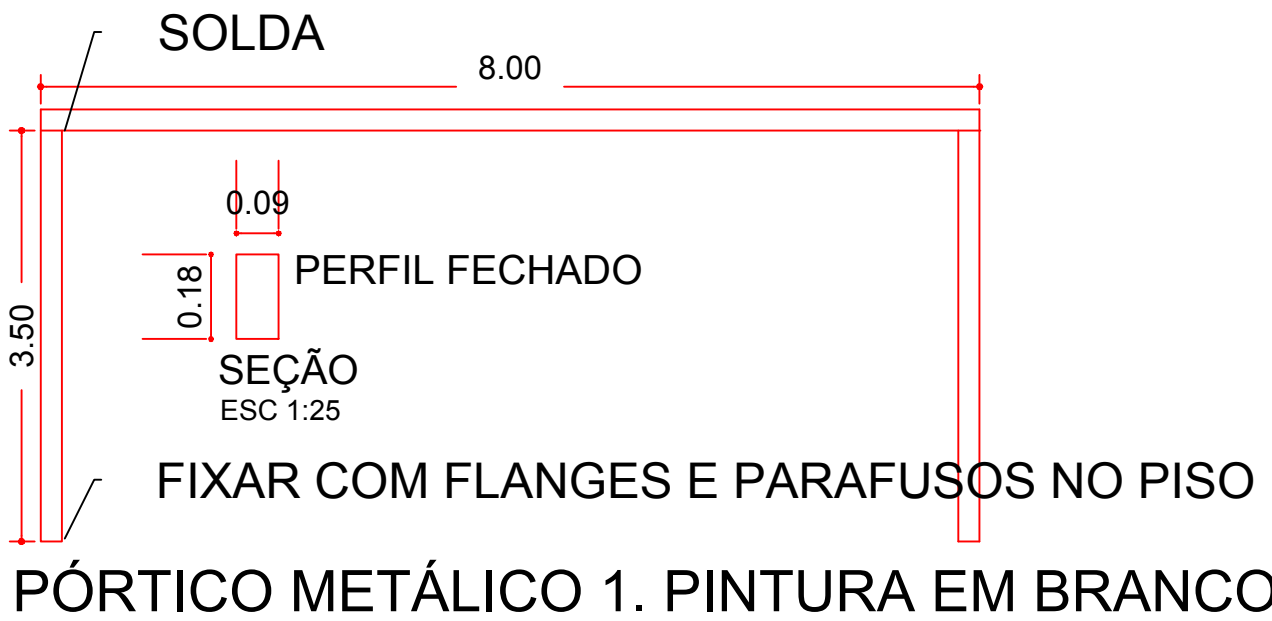 SOLDA
8.00
0.09
PERFIL FECHADO
0.18
3.50
SEÇÃO
ESC 1:25
FIXAR COM FLANGES E PARAFUSOS NO PISO
PÓRTICO METÁLICO 1. PINTURA EM BRANCO